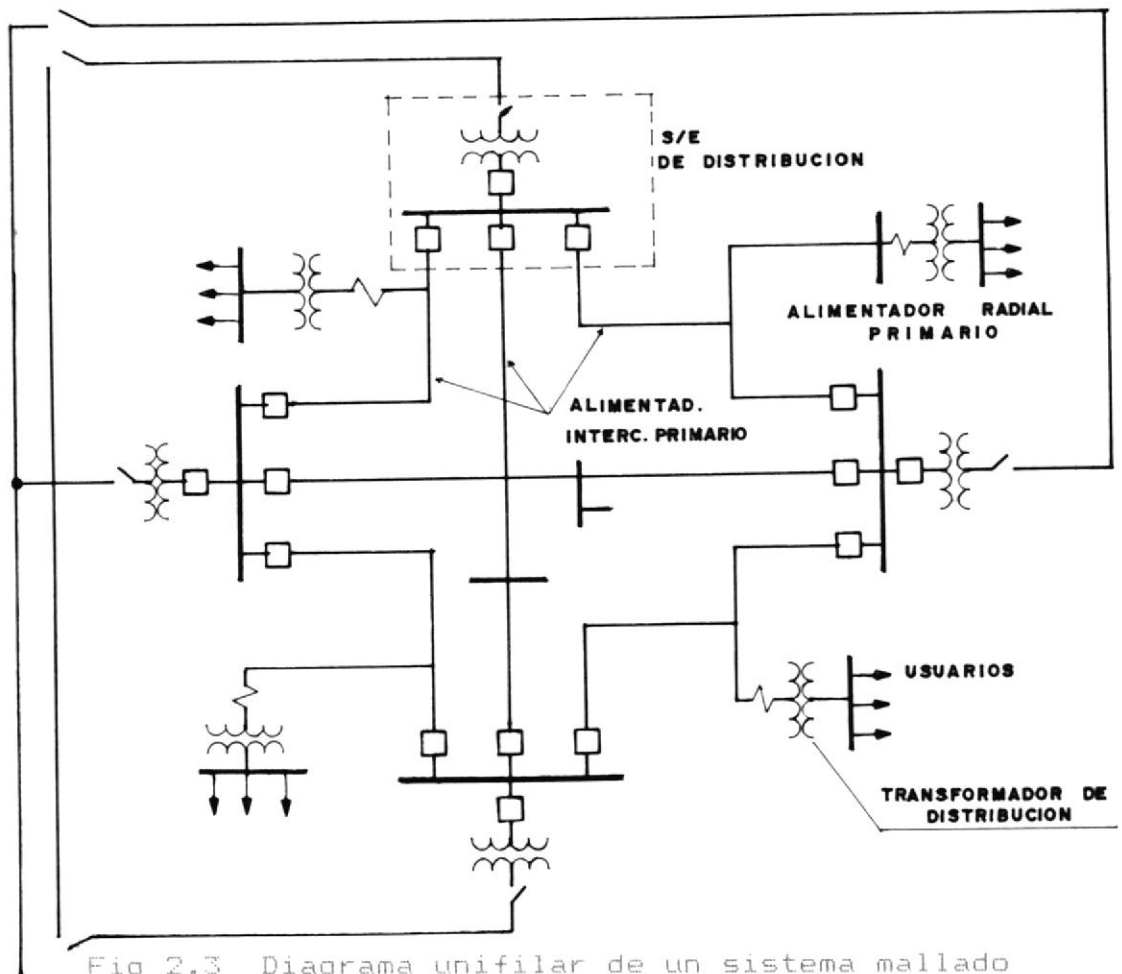 S/E
DE DISTRIBUCION
ALIMENTADOR RADIAL
PRIMARIO
ALIMENTAD.
INTERC. PRIMARIO
USUARIOS
TRANSFORMADOR DE
DISTRIBUCION
Fig 2.3 Diagrama unifilar de un sistema mallado